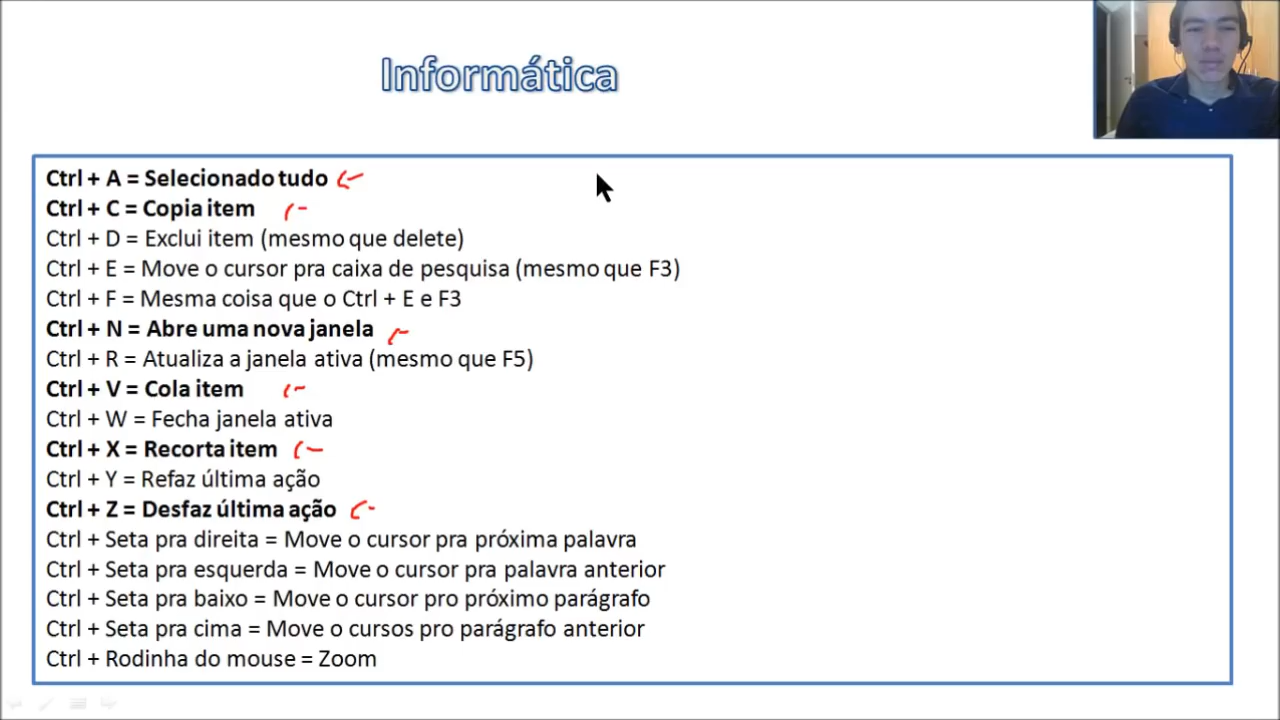 Informática
Ctrl + A = Selecionado tudo
Ctrl + C = Copia item
Ctrl + D = Exclui item (mesmo que delete)
Ctrl + E = Move o cursor pra caixa de pesquisa (mesmo que F3)
Ctrl + F = Mesma coisa que o Ctrl + E e F3
Ctrl + N = Abre uma nova janela
Ctrl + R = Atualiza a janela ativa (mesmo que F5)
Ctrl + V = Cola item
Ctrl + W = Fecha janela ativa
Ctrl + X = Recorta item
Ctrl + Y = Refaz última ação
Ctrl + Z = Desfaz última ação
Ctrl + Seta pra direita = Move o cursor pra próxima palavra
Ctrl + Seta pra esquerda = Move o cursor pra palavra anterior
Ctrl + Seta pra baixo = Move o cursor pro próximo parágrafo
Ctrl + Seta pra cima = Move o cursos pro parágrafo anterior
Ctrl + Rodinha do mouse = Zoom